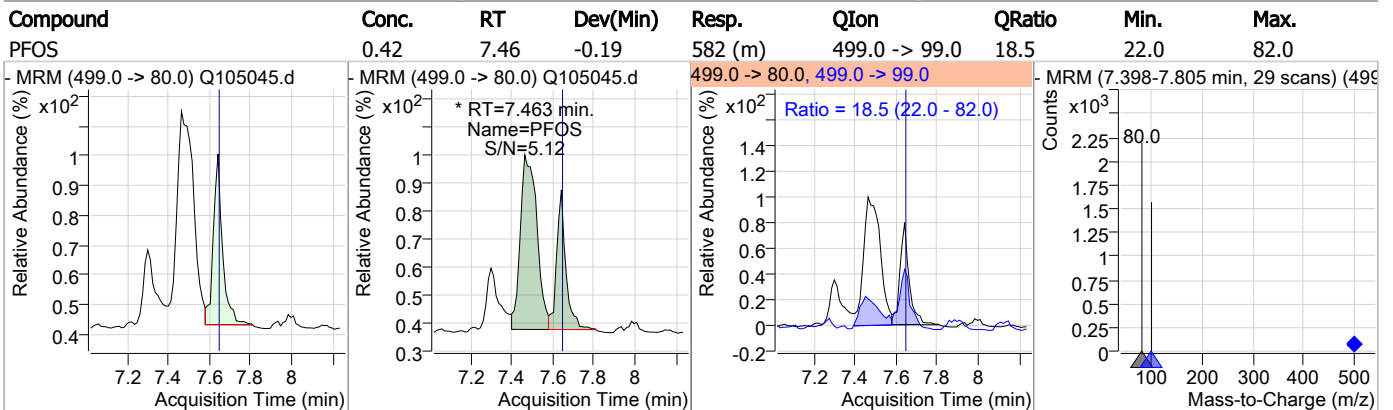 Compound Conc. RT Dev(Min) Resp. QIon QRatio Min. Max.
PFOS 0.42 7.46 -0.19 582 (m) 499.0 -> 99.0 18.5 22.0 82.0
- MRM (499.0 -> 80.0) Q105045.d
x10²
Relative Abundance (%)
1
0.9
0.8
0.7
0.6
0.5
0.4
7.2 7.4 7.6 7.8 8
Acquisition Time (min)
- MRM (499.0 -> 80.0) Q105045.d
x10²
* RT=7.463 min.
Name=PFOS
S/N=5.12
Relative Abundance (%)
1
0.9
0.8
0.7
0.6
0.5
0.4
0.3
7.2 7.4 7.6 7.8 8
Acquisition Time (min)
499.0 -> 80.0, 499.0 -> 99.0
x10²
Ratio = 18.5 (22.0 - 82.0)
Relative Abundance (%)
1.4
1.2
1
0.8
0.6
0.4
0.2
0
-0.2
7.2 7.4 7.6 7.8 8
Acquisition Time (min)
- MRM (7.398-7.805 min, 29 scans) (499
x10³
Counts
80.0
2.25
2
1.75
1.5
1.25
1
0.75
0.5
0.25
0
100 200 300 400 500
Mass-to-Charge (m/z)